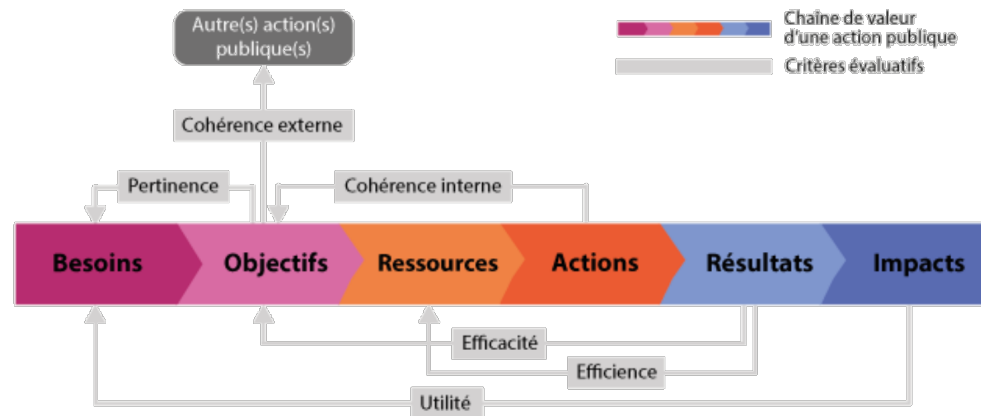 Autre(s) action(s)
publique(s)
Chaîne de valeur
d'une action publique
Critères évaluatifs
Cohérence externe
Pertinence
Cohérence interne
Besoins
Objectifs
Ressources
Actions
Résultats
Impacts
Efficacité
Efficience
Utilité